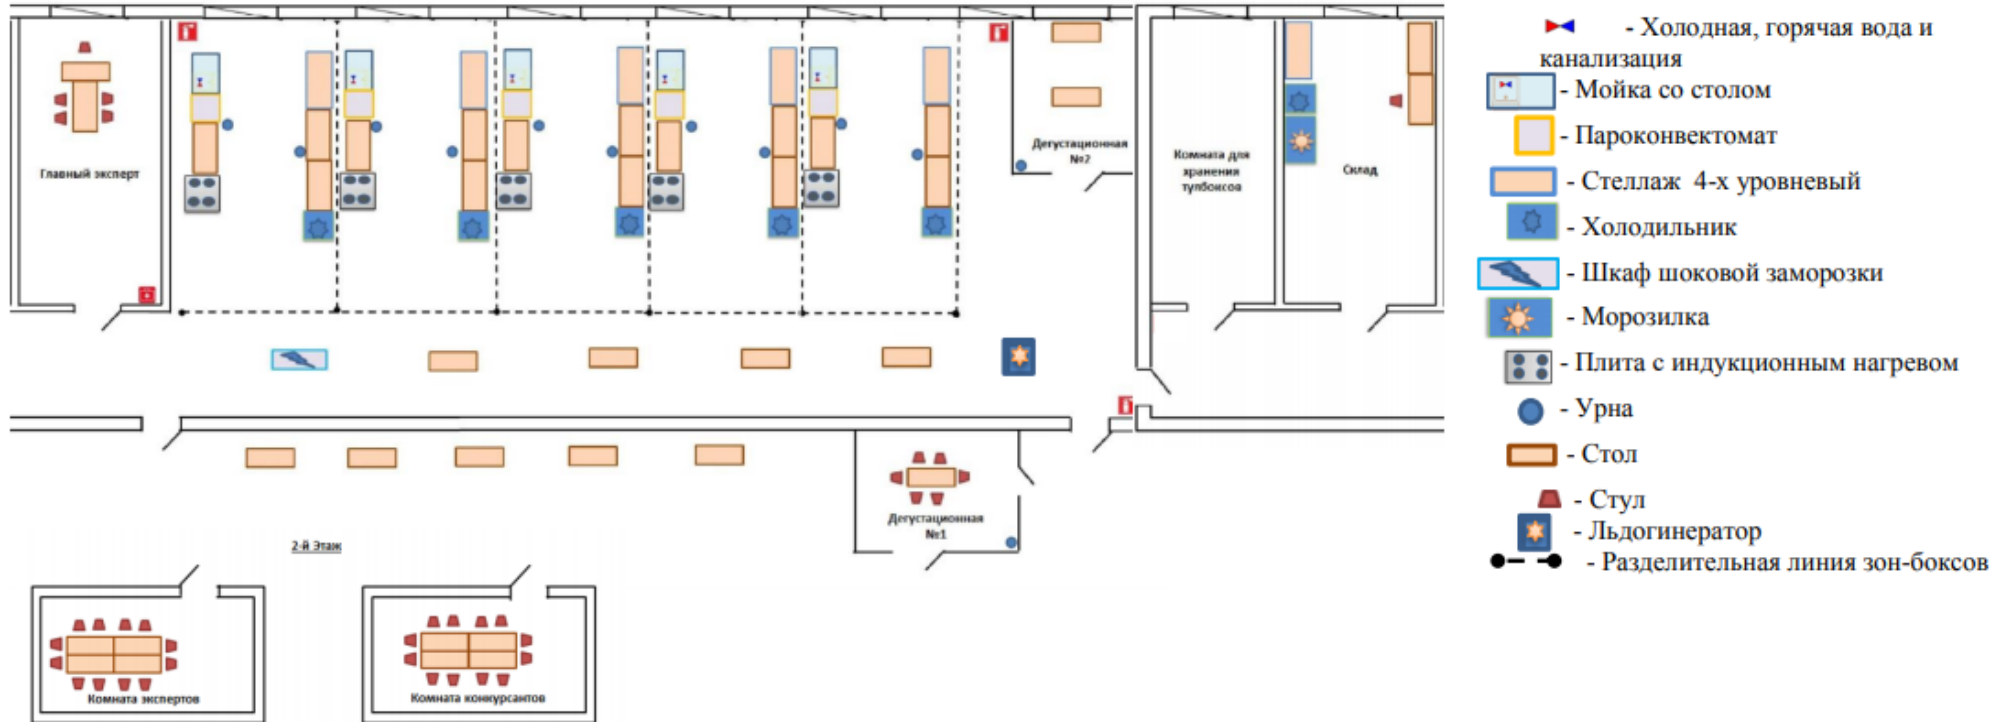 Главный эксперт
Дегустационная
№2
Комната для
хранения
тулбоксов
Склад
Дегустационная
№1
2-й Этаж
Комната экспертов
Комната конкурсантов
- Холодная, горячая вода и
канализация
- Мойка со столом
- Пароконвектомат
- Стеллаж 4-х уровневый
- Холодильник
- Шкаф шоковой заморозки
- Морозилка
- Плита с индукционным нагревом
- Урна
- Стол
- Стул
- Льдогинератор
- Разделительная линия зон-боксов